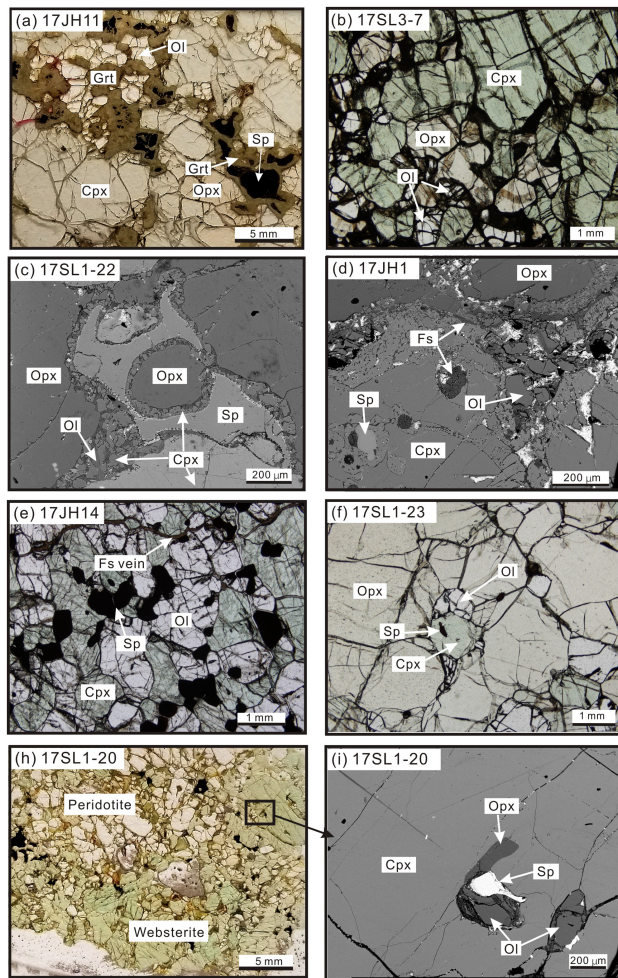 (a) 17JH11
Ol
Grt
Sp
Grt
Cpx
Opx
5 mm
(b) 17SL3-7
Cpx
Opx
Ol
1 mm
(c) 17SL1-22
Opx
Opx
Sp
Ol
Cpx
200 µm
(d) 17JH1
Opx
Fs
Sp
Ol
Cpx
200 µm
(e) 17JH14
Fs vein
Ol
Sp
Cpx
1 mm
(f) 17SL1-23
Ol
Opx
Sp
Cpx
1 mm
(h) 17SL1-20
Peridotite
Websterite
5 mm
(i) 17SL1-20
Opx
Cpx
Sp
Ol
200 µm